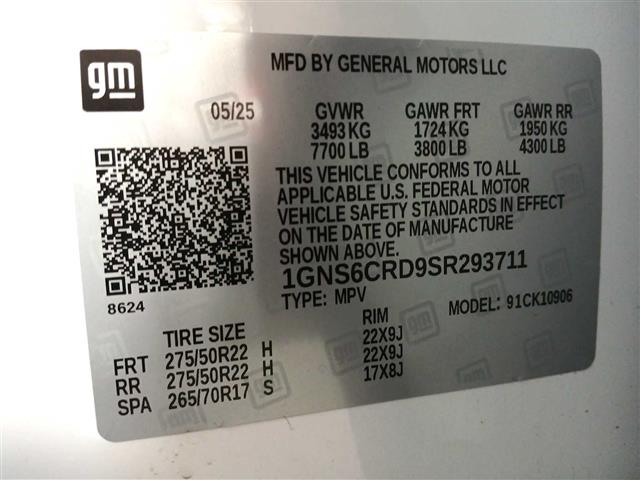 gm
MFD BY GENERAL MOTORS LLC
05/25 GVWR GAWR FRT GAWR RR
3493 KG 1724 KG 1950 KG
7700 LB 3800 LB 4300 LB
THIS VEHICLE CONFORMS TO ALL
APPLICABLE U.S. FEDERAL MOTOR
VEHICLE SAFETY STANDARDS IN EFFECT
ON THE DATE OF MANUFACTURE
SHOWN ABOVE.
1GNS6CRD9SR293711
8624
TYPE: MPV MODEL: 91CK10906
TIRE SIZE RIM
FRT 275/50R22 H 22X9J
RR 275/50R22 H 22X9J
SPA 265/70R17 S 17X8J